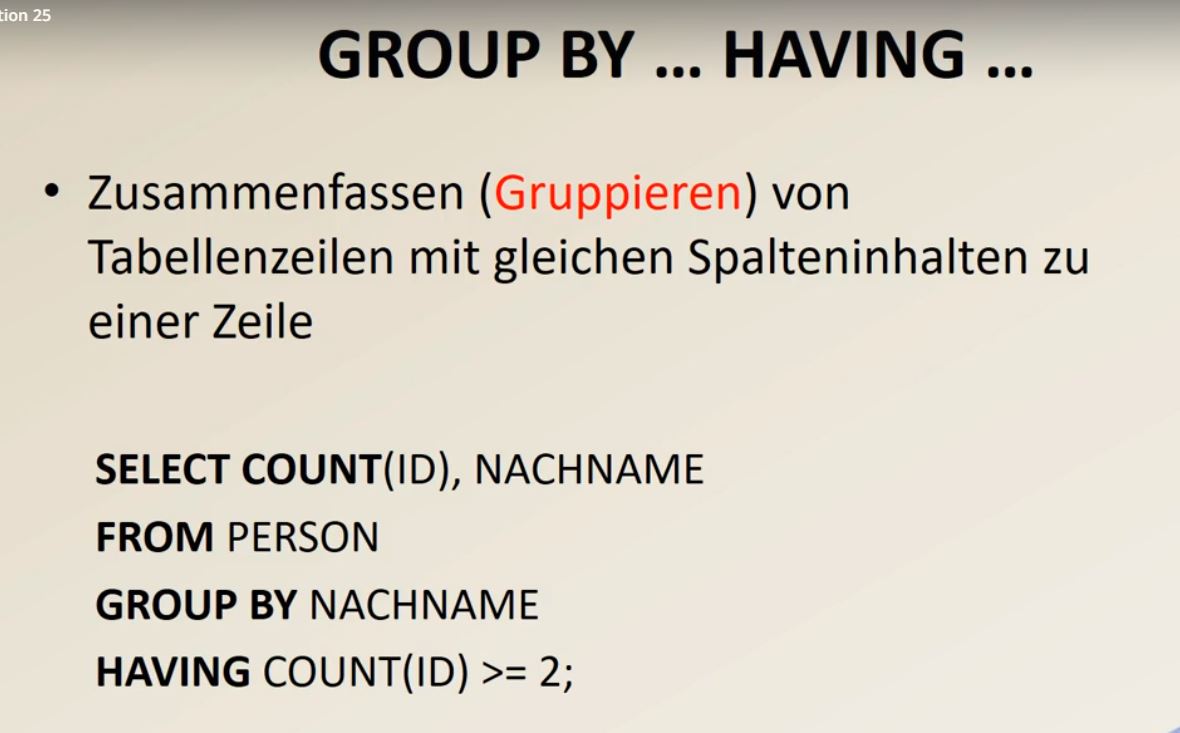 tion 25
GROUP BY ... HAVING ...
• Zusammenfassen (Gruppieren) von
Tabellenzeilen mit gleichen Spalteninhalten zu
einer Zeile
SELECT COUNT(ID), NACHNAME
FROM PERSON
GROUP BY NACHNAME
HAVING COUNT(ID) >= 2;